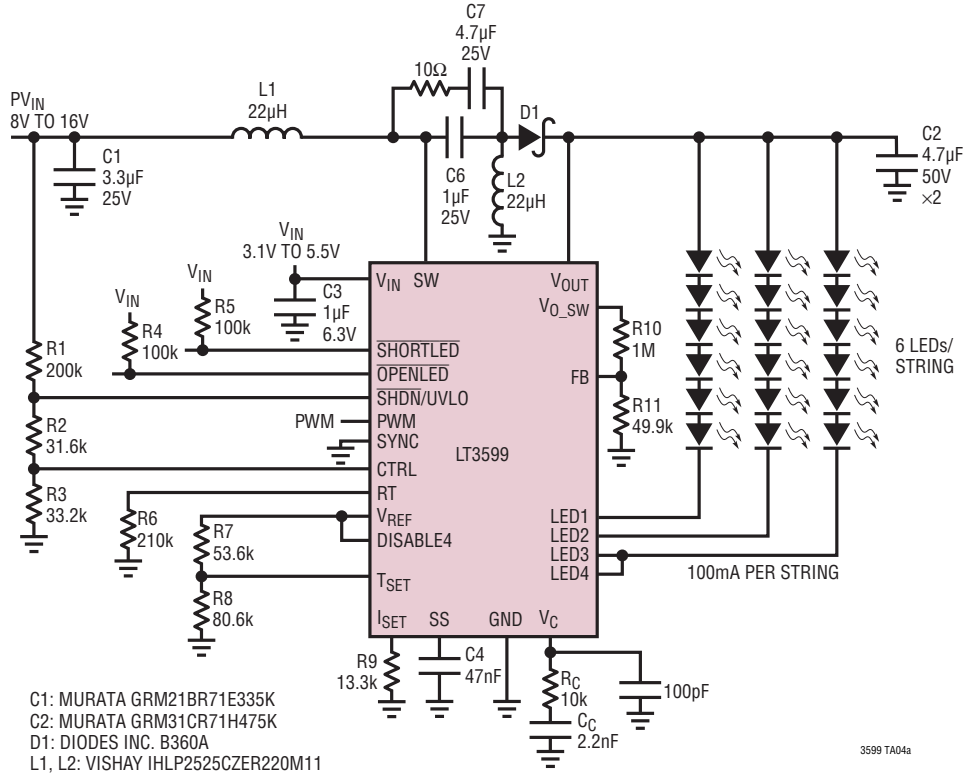 C7
4.7µF
25V
10Ω
L1
22µH
PVIN
8V TO 16V
D1
C1
3.3µF
25V
C6
1µF
25V
L2
22µH
C2
4.7µF
50V
×2
VIN
3.1V TO 5.5V
VIN SW
VOUT
VIN
R5
100k
C3
1µF
6.3V
VO_SW
VIN
R4
100k
R10
1M
SHORTLED
OPENLED
FB
6 LEDs/
STRING
R1
200k
SHDN/UVLO
R11
49.9k
PWM
PWM
SYNC
R2
31.6k
LT3599
CTRL
RT
R3
33.2k
R6
210k
R7
53.6k
VREF
DISABLE4
LED1
LED2
LED3
LED4
100mA PER STRING
TSET
R8
80.6k
ISET SS GND VC
R9
13.3k
C4
47nF
RC
10k
100pF
CC
2.2nF
C1: MURATA GRM21BR71E335K
C2: MURATA GRM31CR71H475K
D1: DIODES INC. B360A
L1, L2: VISHAY IHLP2525CZER220M11
3599 TA04a